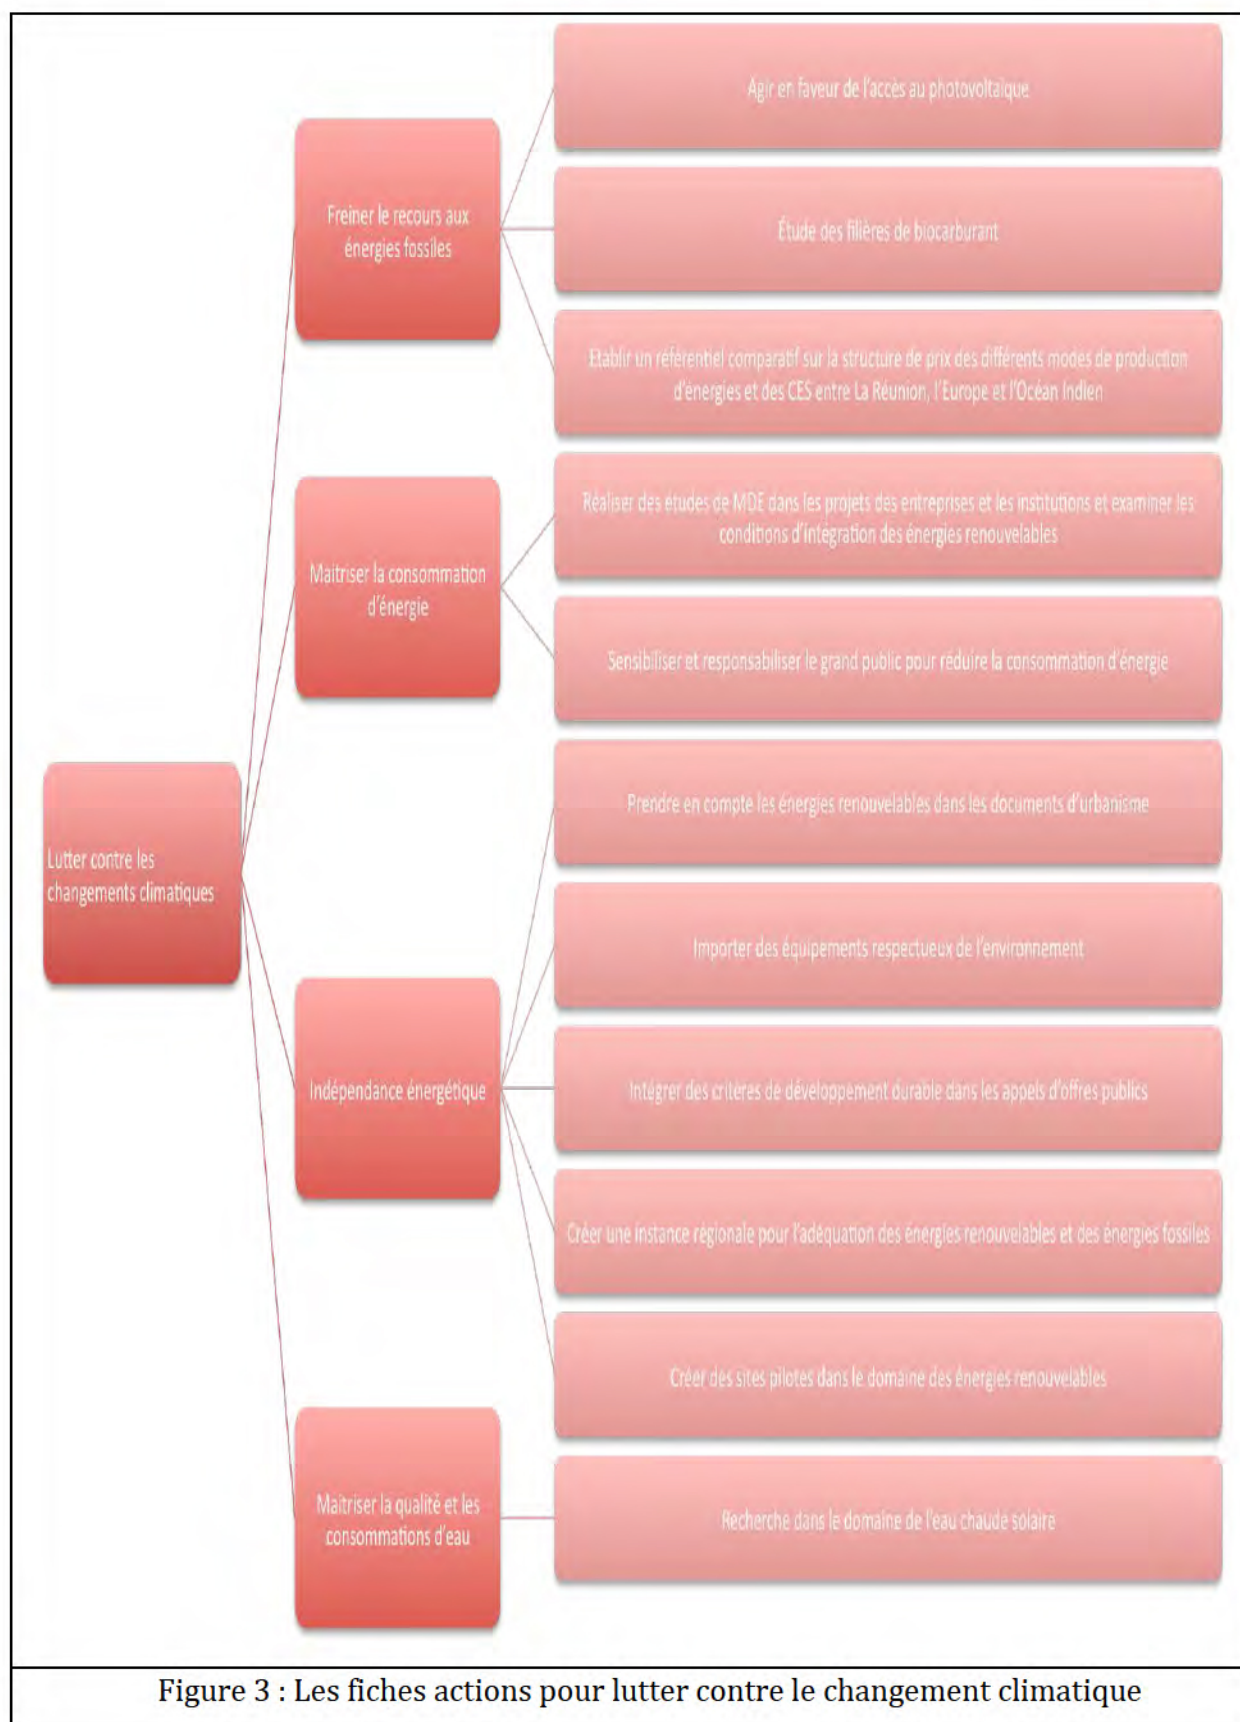 Agir en faveur de l'accès au photovoltaïque
Freiner le recours aux
énergies fossiles
Étude des filières de biocarburant
Etablir un référentiel comparatif sur la structure de prix des différents modes de production
d'énergies et des CES entre La Réunion, l'Europe et l'Océan Indien
Maitriser la consommation
d'énergie
Réaliser des études de MDE dans les projets des entreprises et les institutions et examiner les
conditions d'intégration des énergies renouvelables
Sensibiliser et responsabiliser le grand public pour réduire la consommation d'énergie
Lutter contre les
changements climatiques
Indépendance énergétique
Prendre en compte les énergies renouvelables dans les documents d'urbanisme
Importer des équipements respectueux de l'environnement
Intégrer des critères de développement durable dans les appels d'offres publics
Créer une instance régionale pour l'adéquation des énergies renouvelables et des énergies fossiles
Créer des sites pilotes dans le domaine des énergies renouvelables
Maitriser la qualité et les
consommations d'eau
Recherche dans le domaine de l'eau chaude solaire
Figure 3 : Les fiches actions pour lutter contre le changement climatique